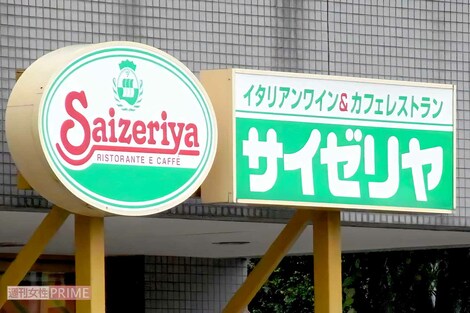 Saizeriya
RISTORANTE E CAFFÉ
イタリアンワイン&カフェレストラン
サイゼリヤ
週刊女性PRIME